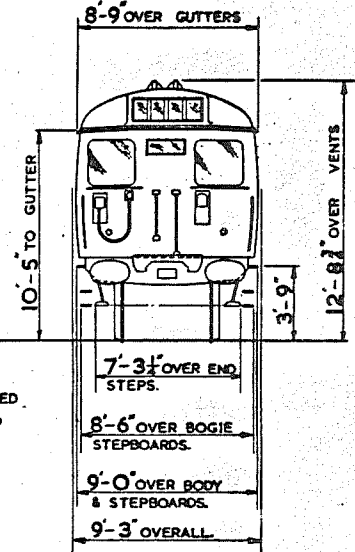 8'-9" OVER GUTTERS
10'-5" TO GUTTER
12'-8¾" OVER VENTS
3'-9"
7'-3½" OVER END
STEPS.
ED
8'-6" OVER BOGIE
STEPBOARDS.
9'-0" OVER BODY
& STEPBOARDS.
9'-3" OVERALL.